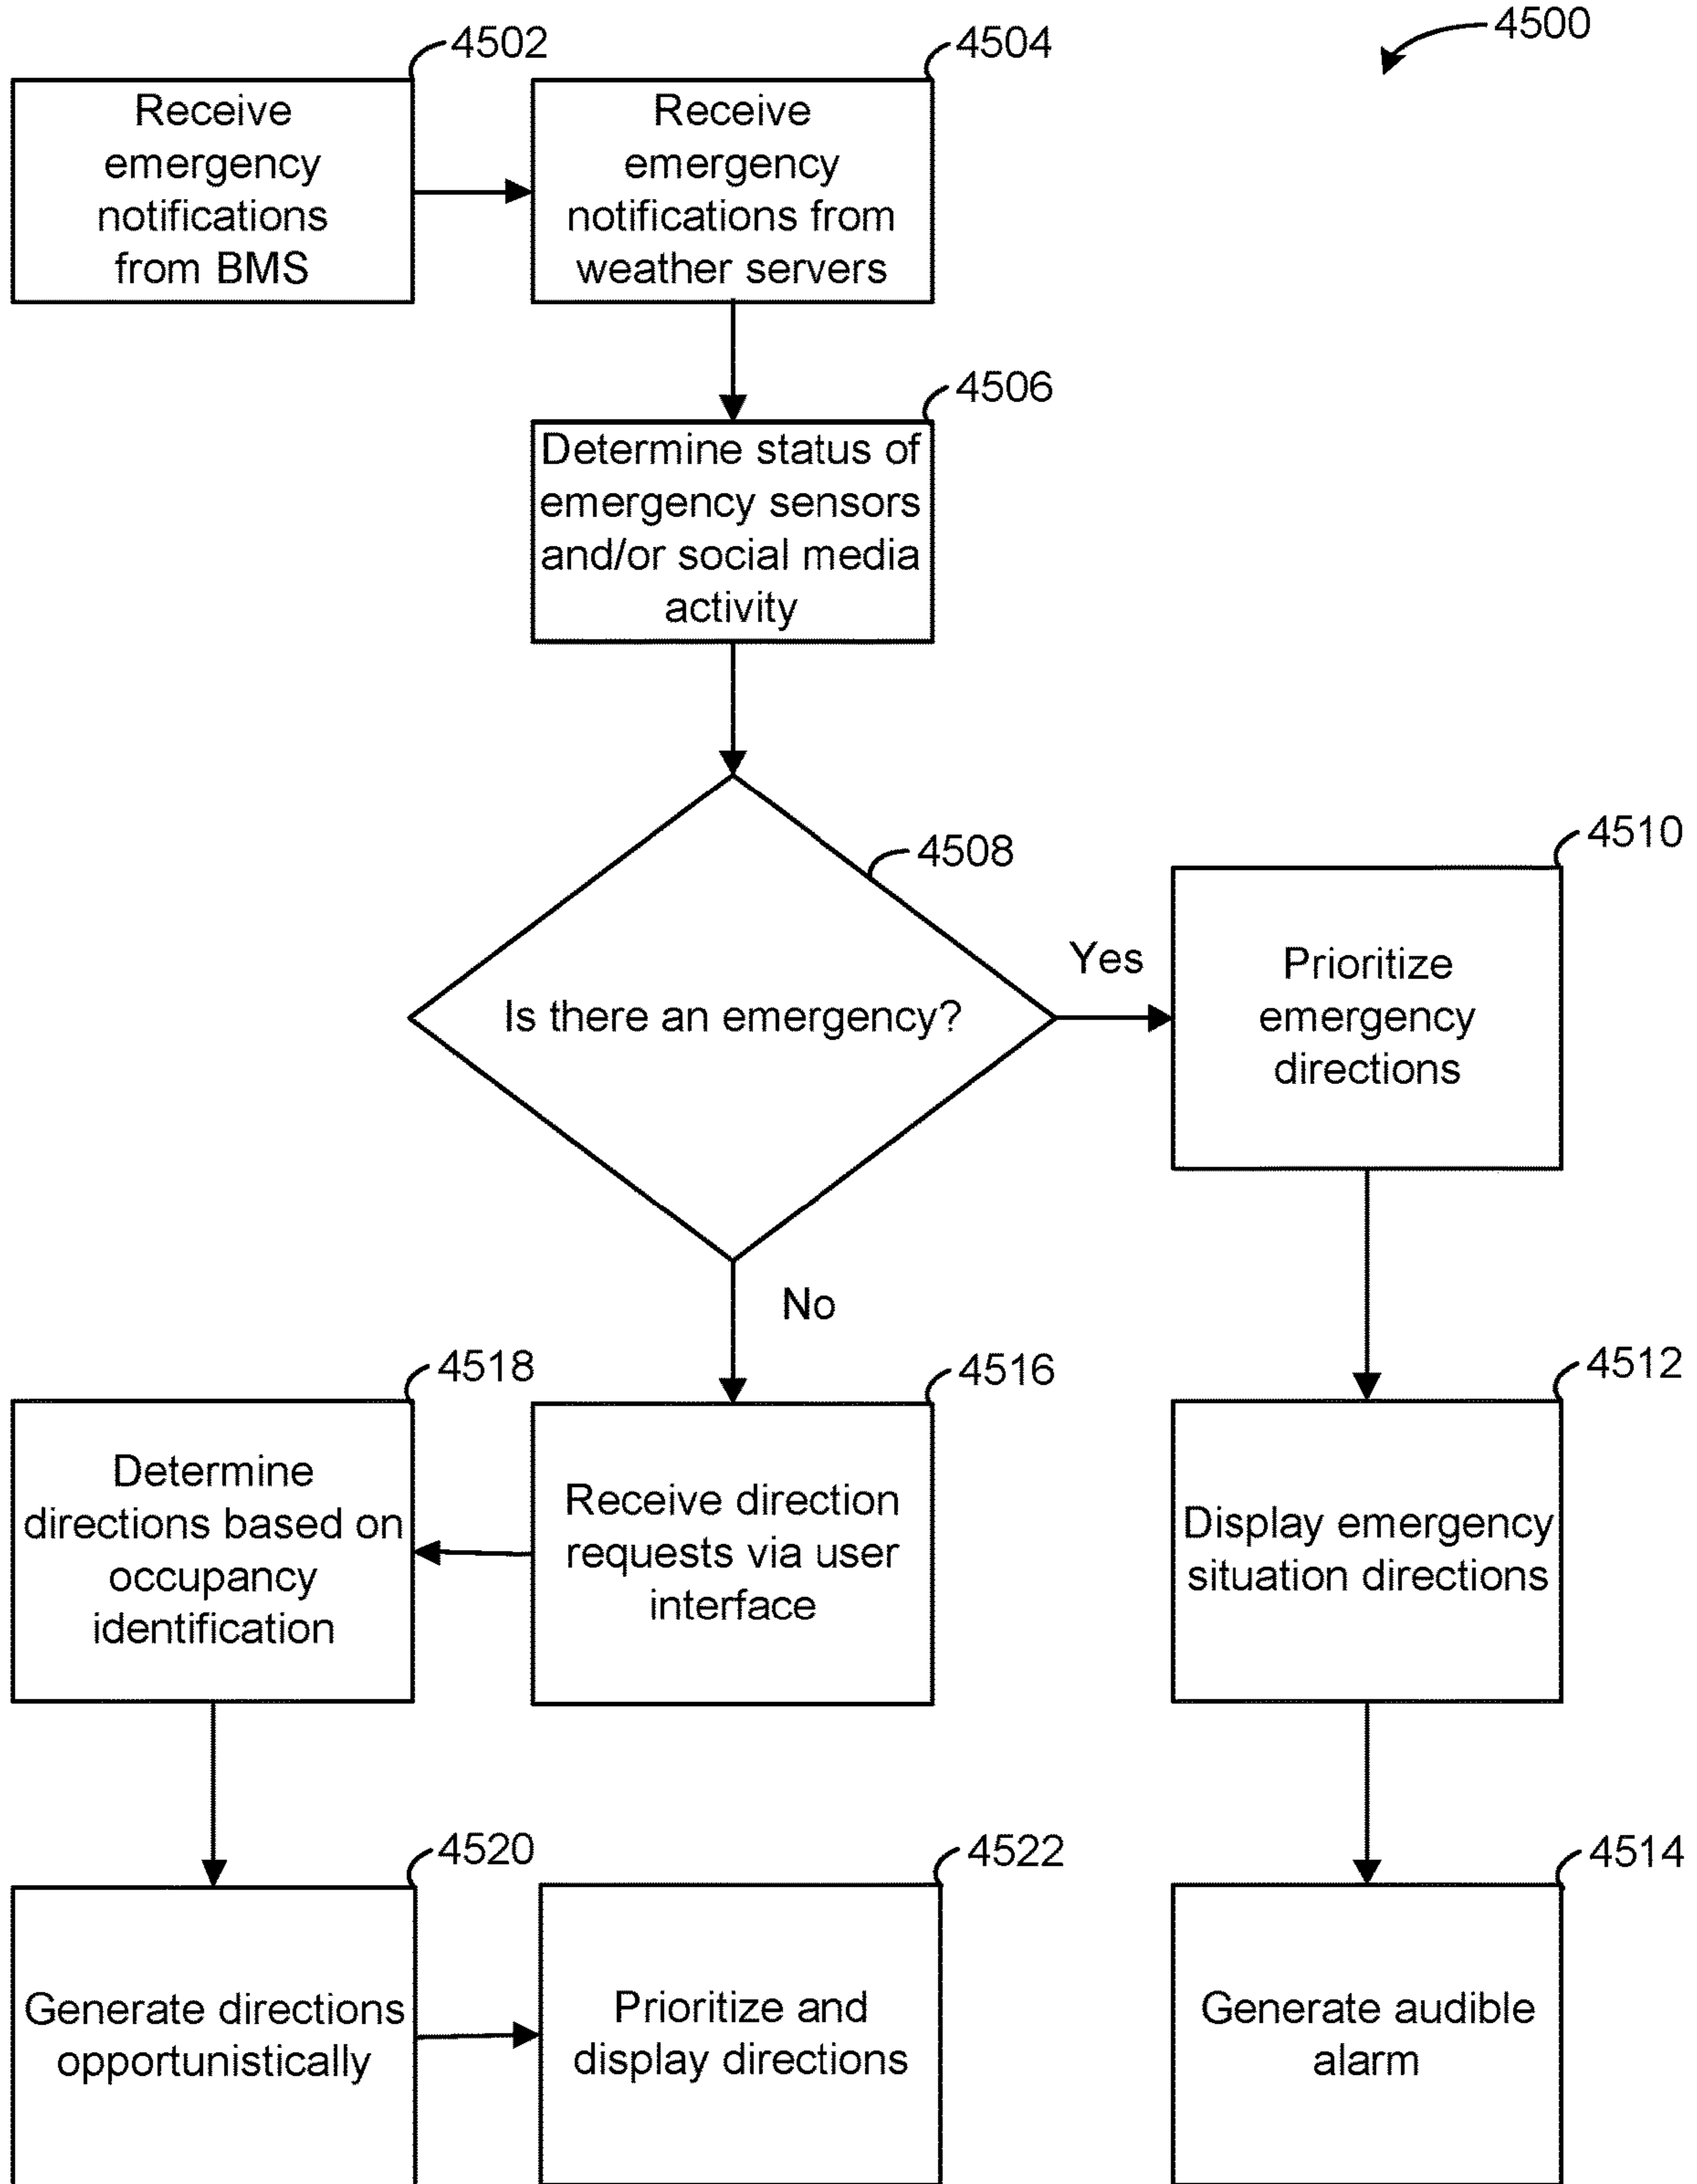 4500
4502
Receive
emergency
notifications
from BMS
4504
Receive
emergency
notifications from
weather servers
4506
Determine status of
emergency sensors
and/or social media
activity
4508
Is there an emergency?
Yes
No
4510
Prioritize
emergency
directions
4512
Display emergency
situation directions
4514
Generate audible
alarm
4516
Receive direction
requests via user
interface
4518
Determine
directions based on
occupancy
identification
4520
Generate directions
opportunistically
4522
Prioritize and
display directions